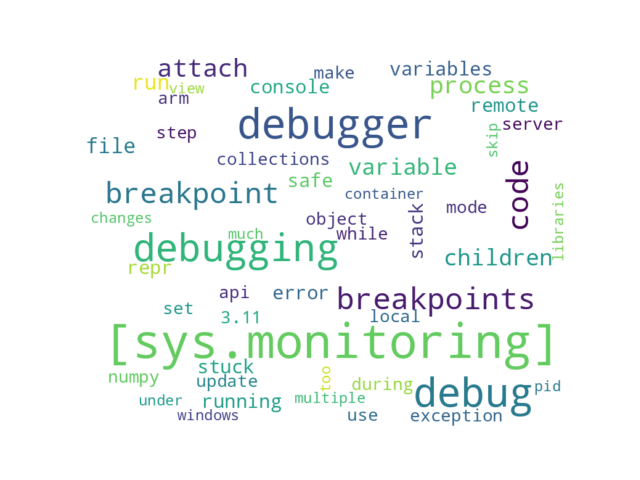 attach
make
variables
run
view
console
process
arm
remote
debugger
server
step
skip
file
collections
safe
variable
code
breakpoint
container
libraries
changes
object
stack
mode
much
while
debugging
children
repr
api
error
breakpoints
set
3.11
local
[sys.monitoring]
stuck
numpy
update
too
during
debug
pid
under
running
multiple
windows
use
exception